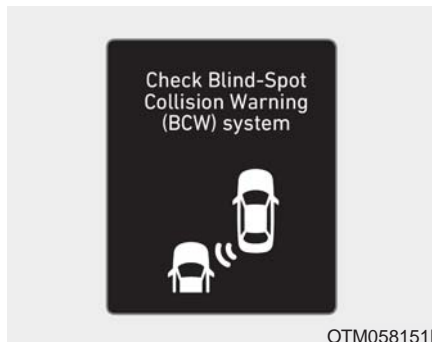 Check Blind-Spot
Collision Warning
(BCW) system
OTM058151